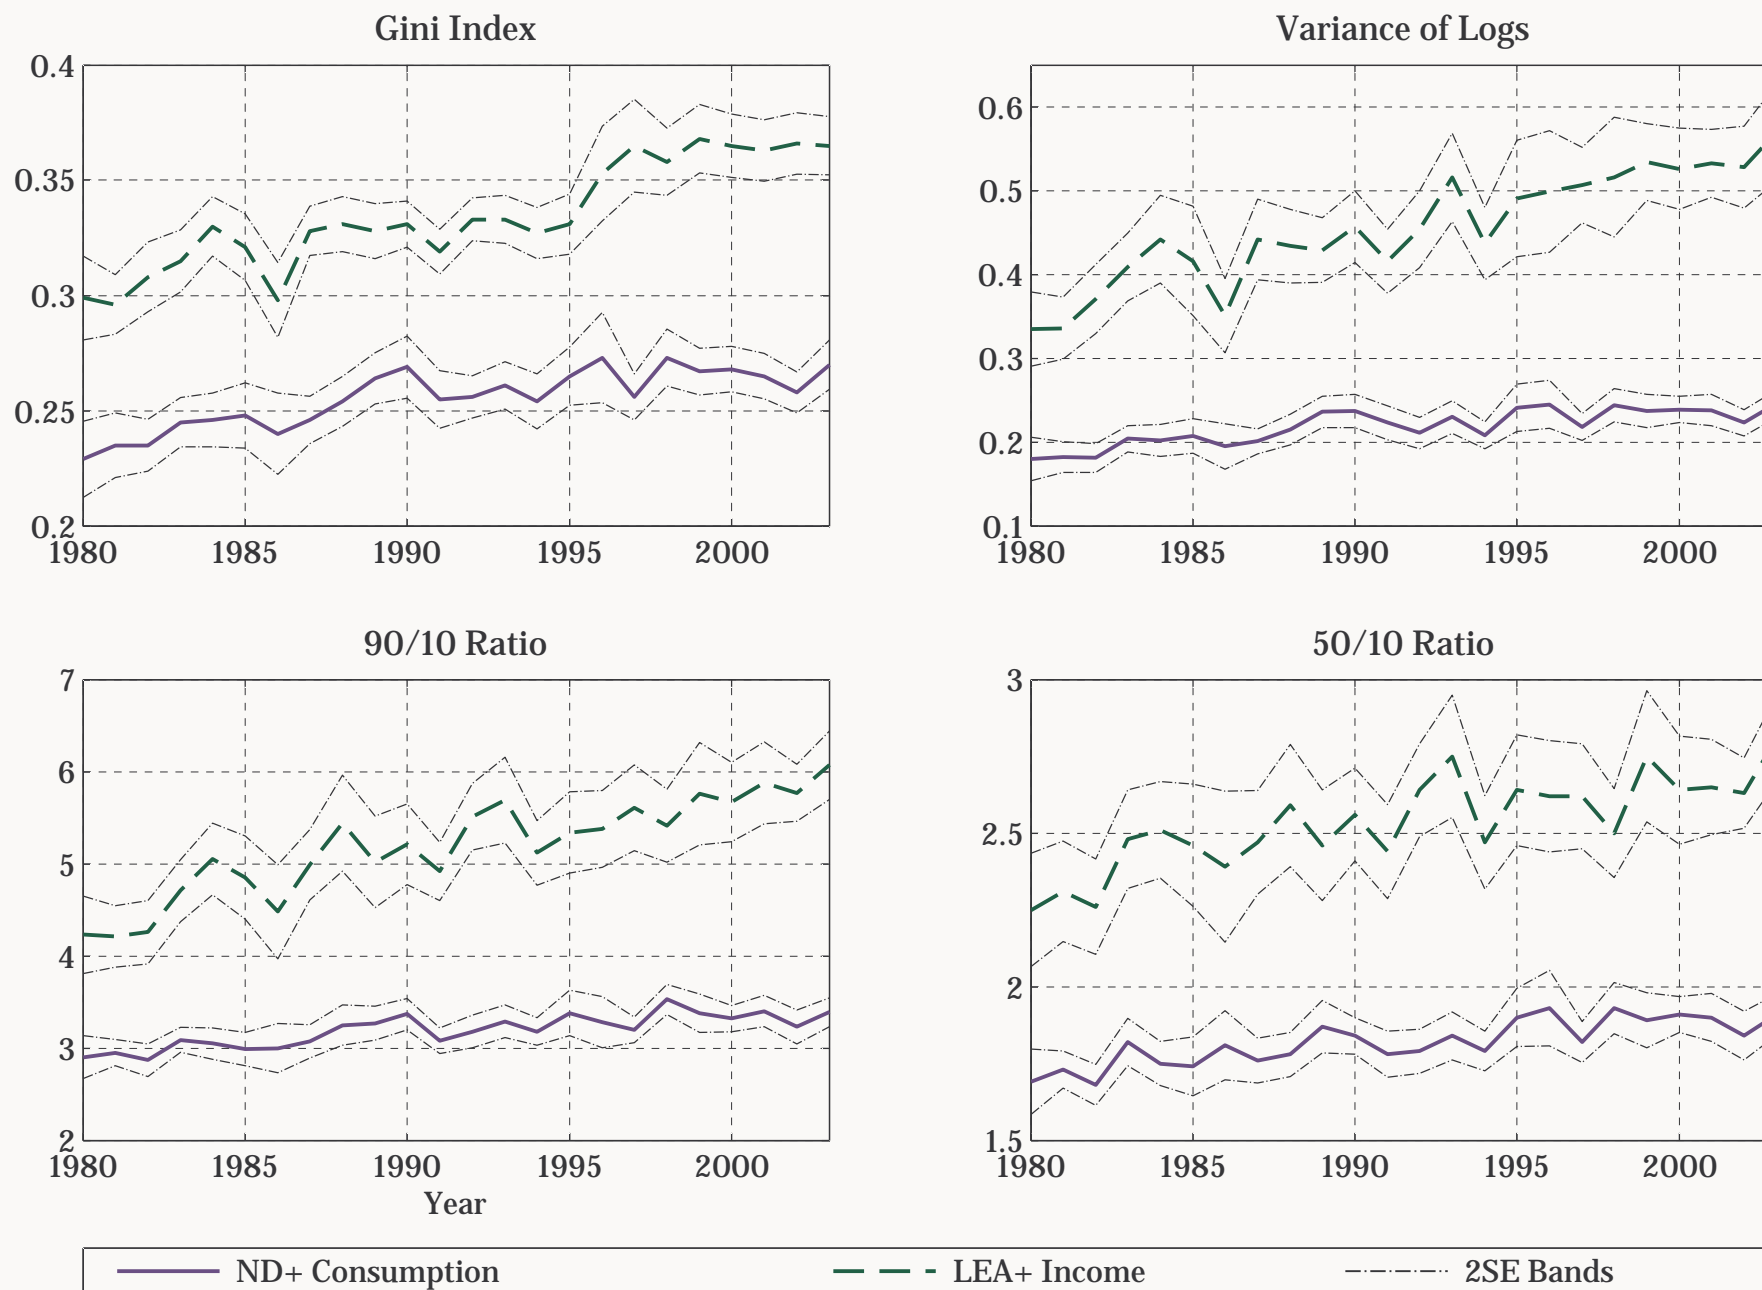 Gini Index
0.4
0.35
0.3
0.25
0.2
1980 1985 1990 1995 2000
Variance of Logs
0.6
0.5
0.4
0.3
0.2
0.1
1980 1985 1990 1995 2000
90/10 Ratio
7
6
5
4
3
2
1980 1985 1990 1995 2000
Year
50/10 Ratio
3
2.5
2
1.5
1980 1985 1990 1995 2000
ND+ Consumption LEA+ Income 2SE Bands